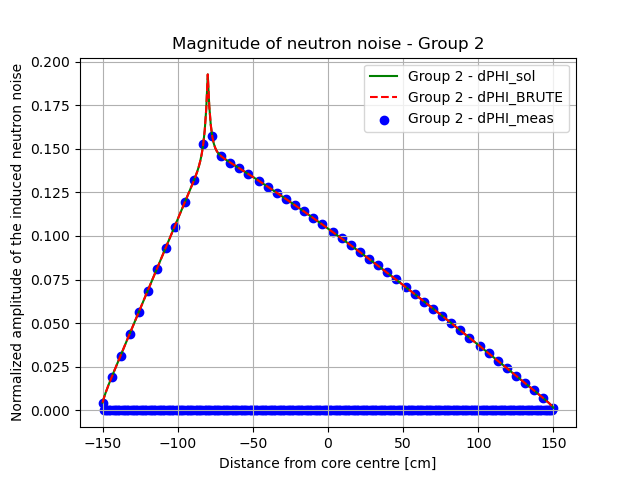 Magnitude of neutron noise - Group 2
Normalized amplitude of the induced neutron noise
0.200
0.175
0.150
0.125
0.100
0.075
0.050
0.025
0.000
Group 2 - dPHI_sol
Group 2 - dPHI_BRUTE
Group 2 - dPHI_meas
−150 −100 −50 0 50 100 150
Distance from core centre [cm]